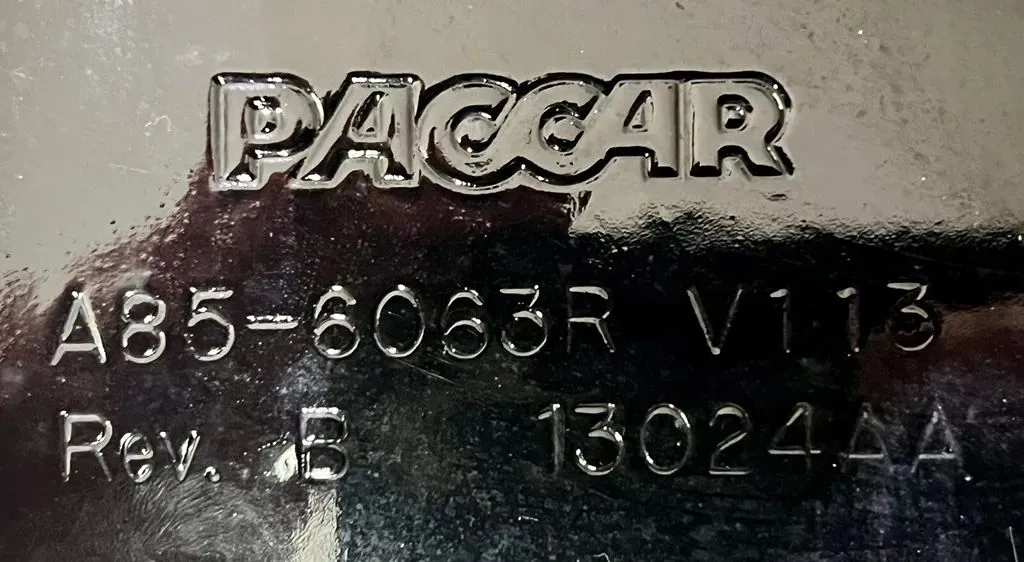 PACCAR
A85-6063R V113
Rev. B 13024AA